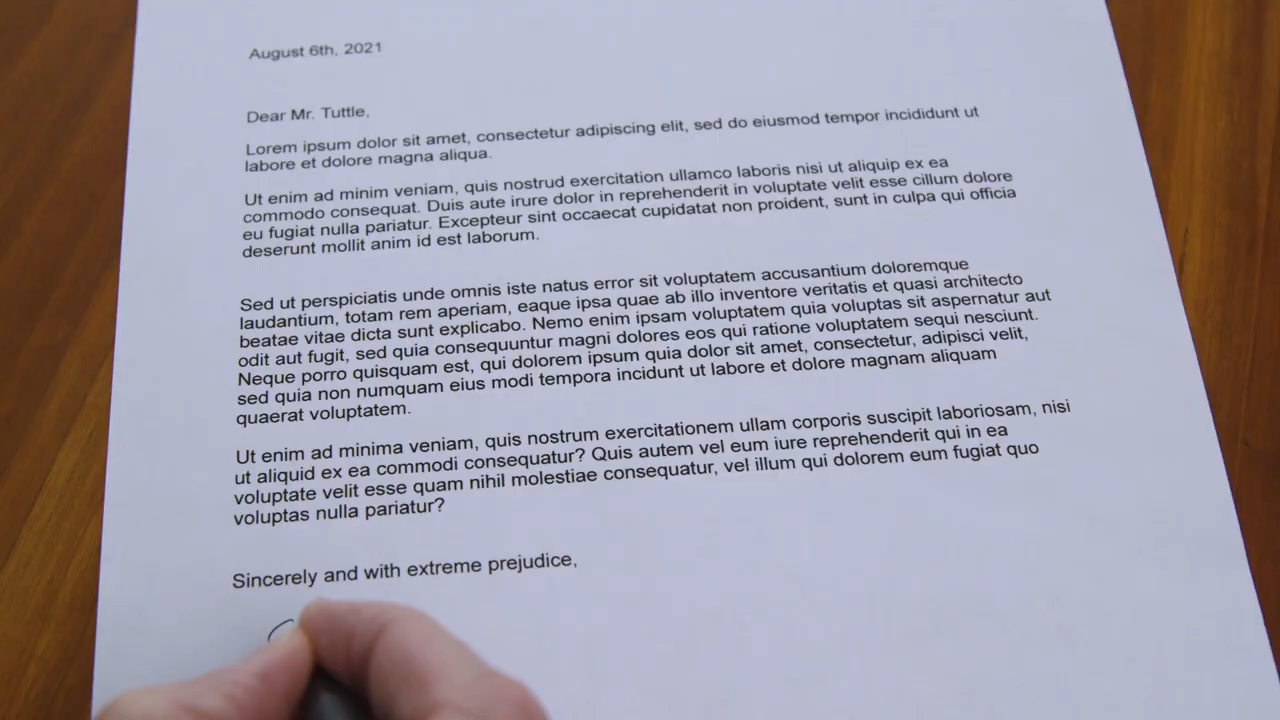 August 6th, 2021
Dear Mr. Tuttle,
Lorem ipsum dolor sit amet, consectetur adipiscing elit, sed do eiusmod tempor incididunt ut
labore et dolore magna aliqua.
Ut enim ad minim veniam, quis nostrud exercitation ullamco laboris nisi ut aliquip ex ea
commodo consequat. Duis aute irure dolor in reprehenderit in voluptate velit esse cillum dolore
eu fugiat nulla pariatur. Excepteur sint occaecat cupidatat non proident, sunt in culpa qui officia
deserunt mollit anim id est laborum.
Sed ut perspiciatis unde omnis iste natus error sit voluptatem accusantium doloremque
laudantium, totam rem aperiam, eaque ipsa quae ab illo inventore veritatis et quasi architecto
beatae vitae dicta sunt explicabo. Nemo enim ipsam voluptatem quia voluptas sit aspernatur aut
odit aut fugit, sed quia consequuntur magni dolores eos qui ratione voluptatem sequi nesciunt.
Neque porro quisquam est, qui dolorem ipsum quia dolor sit amet, consectetur, adipisci velit,
sed quia non numquam eius modi tempora incidunt ut labore et dolore magnam aliquam
quaerat voluptatem.
Ut enim ad minima veniam, quis nostrum exercitationem ullam corporis suscipit laboriosam, nisi
ut aliquid ex ea commodi consequatur? Quis autem vel eum iure reprehenderit qui in ea
voluptate velit esse quam nihil molestiae consequatur, vel illum qui dolorem eum fugiat quo
voluptas nulla pariatur?
Sincerely and with extreme prejudice,